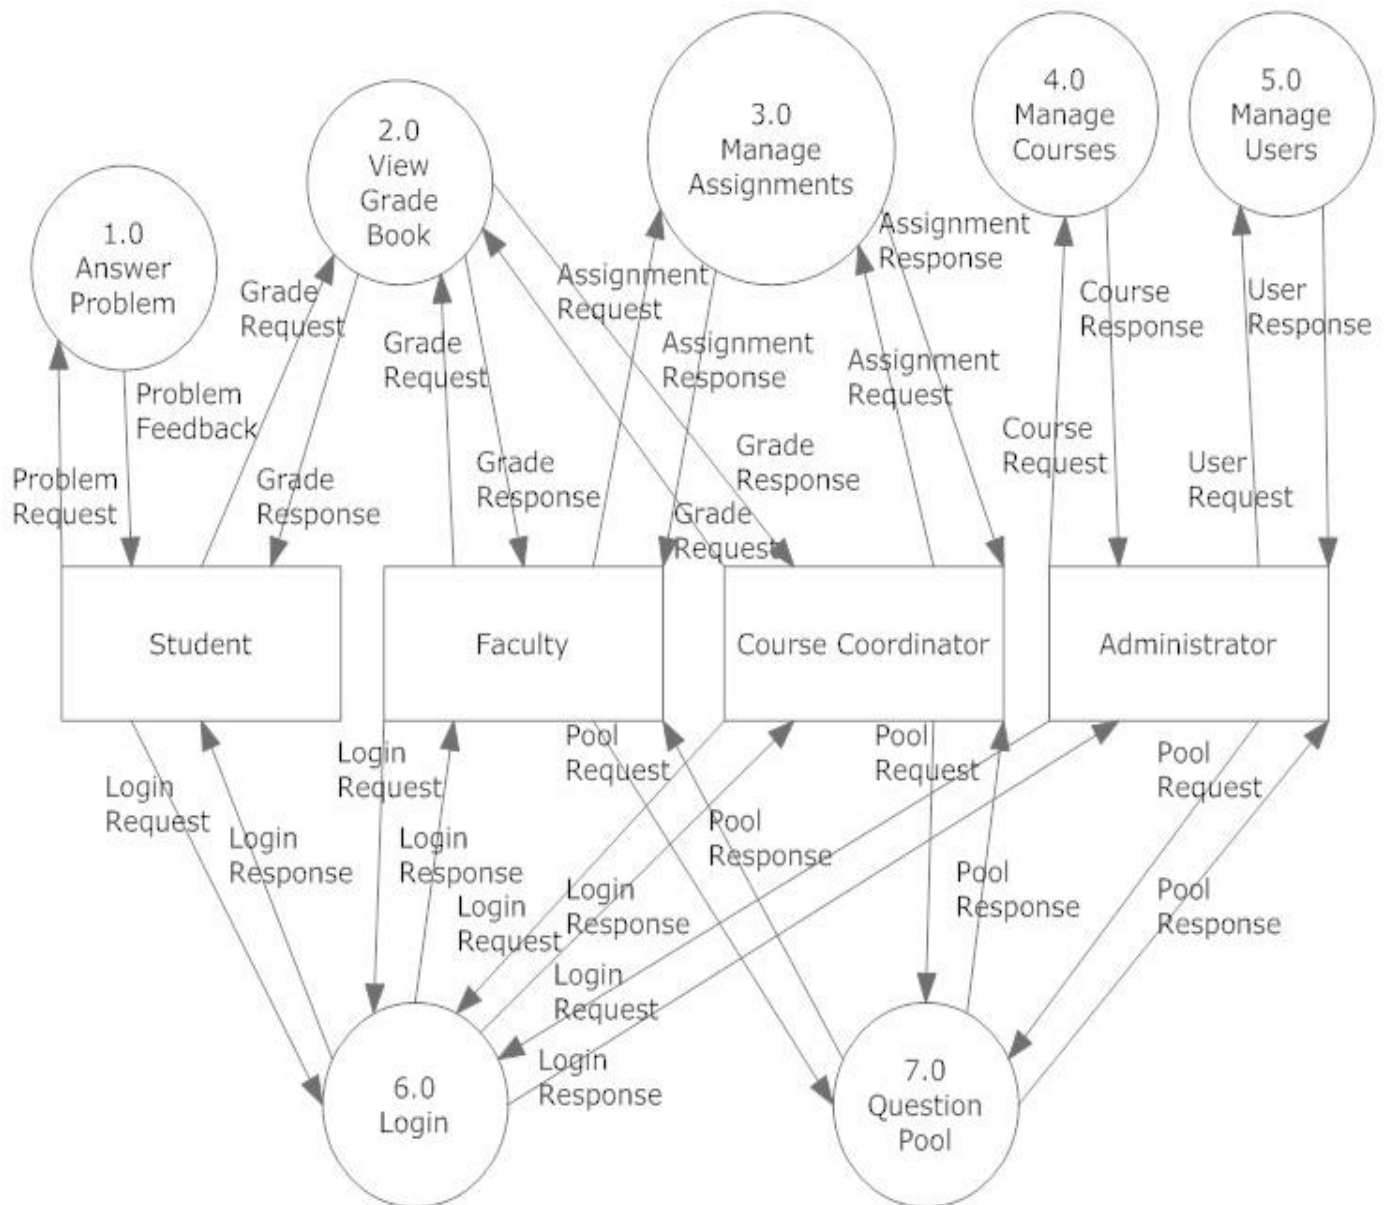 3.0
Manage
Assignments
4.0
Manage
Courses
5.0
Manage
Users
2.0
View
Grade
Book
1.0
Answer
Problem
Assignment
Response
Grade
Request
Assignment
Request
Course
Response
User
Response
Grade
Request
Assignment
Response
Assignment
Request
Problem
Feedback
Problem
Request
Grade
Response
Grade
Response
Grade
Response
Grade
Request
Course
Request
User
Request
Student
Faculty
Course Coordinator
Administrator
Login
Request
Login
Response
Login
Request
Login
Response
Pool
Request
Pool
Response
Pool
Request
Pool
Response
Pool
Request
Pool
Response
Login
Request
Login
Response
Login
Request
Login
Response
6.0
Login
7.0
Question
Pool